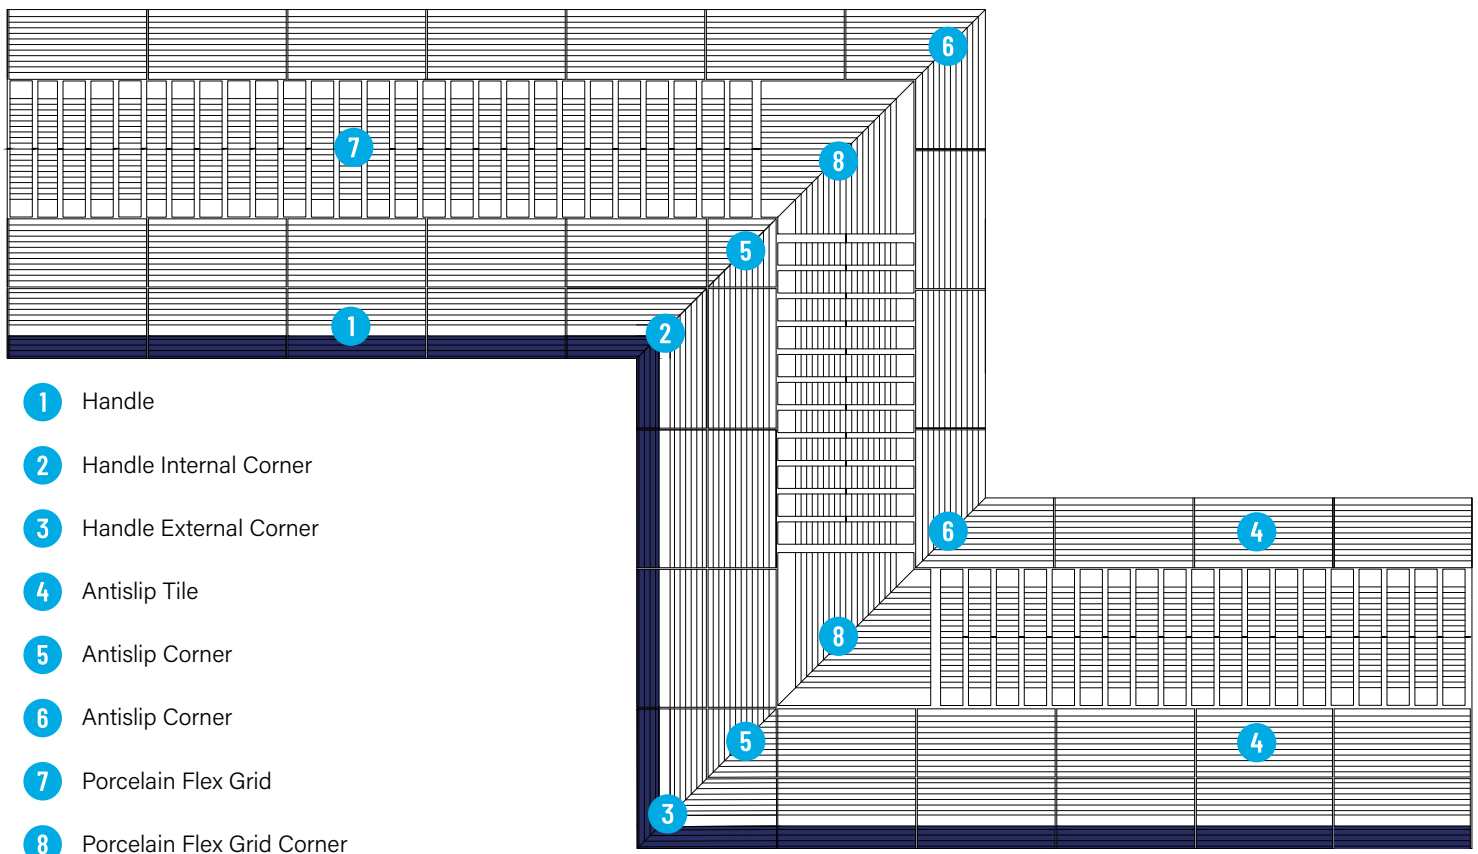 6
7
8
5
1
2
1 Handle
2 Handle Internal Corner
3 Handle External Corner
6
4
4 Antislip Tile
5 Antislip Corner
8
6 Antislip Corner
5
4
7 Porcelain Flex Grid
3
8 Porcelain Flex Grid Corner